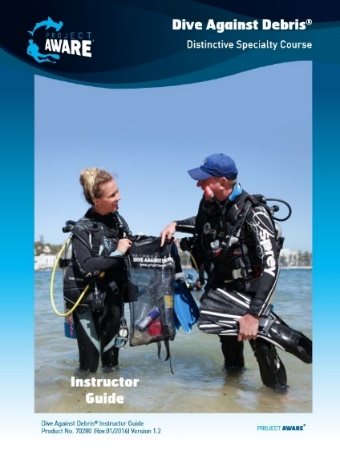 PROJECT
AWARE®
Dive Against Debris®
Distinctive Specialty Course
DIVE AGAINST DEBRIS
Instructor
Guide
Dive Against Debris® Instructor Guide
Product No. 70280 (Rev.01/2016) Version 1.2
PROJECT AWARE®